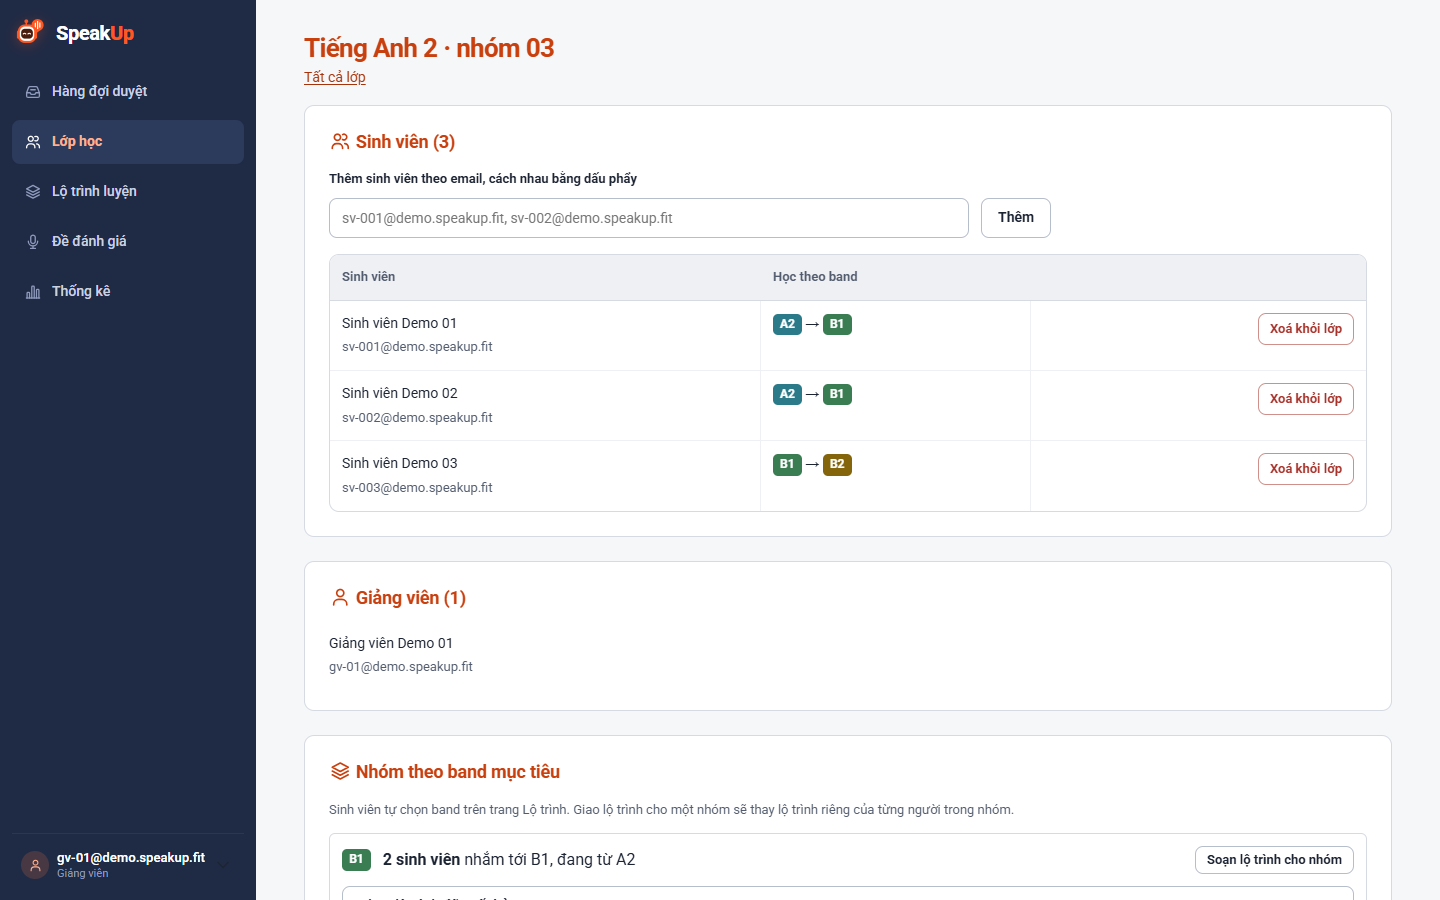 SpeakUp
Hàng đợi duyệt
Lớp học
Lộ trình luyện
Đề đánh giá
Thống kê
gv-01@demo.speakup.fit
Giảng viên
Tiếng Anh 2 · nhóm 03
Tất cả lớp
Sinh viên (3)
Thêm sinh viên theo email, cách nhau bằng dấu phẩy
sv-001@demo.speakup.fit, sv-002@demo.speakup.fit
Thêm
Sinh viên Học theo band
Sinh viên Demo 01 A2 → B1 Xoá khỏi lớp
sv-001@demo.speakup.fit
Sinh viên Demo 02 A2 → B1 Xoá khỏi lớp
sv-002@demo.speakup.fit
Sinh viên Demo 03 B1 → B2 Xoá khỏi lớp
sv-003@demo.speakup.fit
Giảng viên (1)
Giảng viên Demo 01
gv-01@demo.speakup.fit
Nhóm theo band mục tiêu
Sinh viên tự chọn band trên trang Lộ trình. Giao lộ trình cho một nhóm sẽ thay lộ trình riêng của từng người trong nhóm.
B1 2 sinh viên nhắm tới B1, đang từ A2 Soạn lộ trình cho nhóm